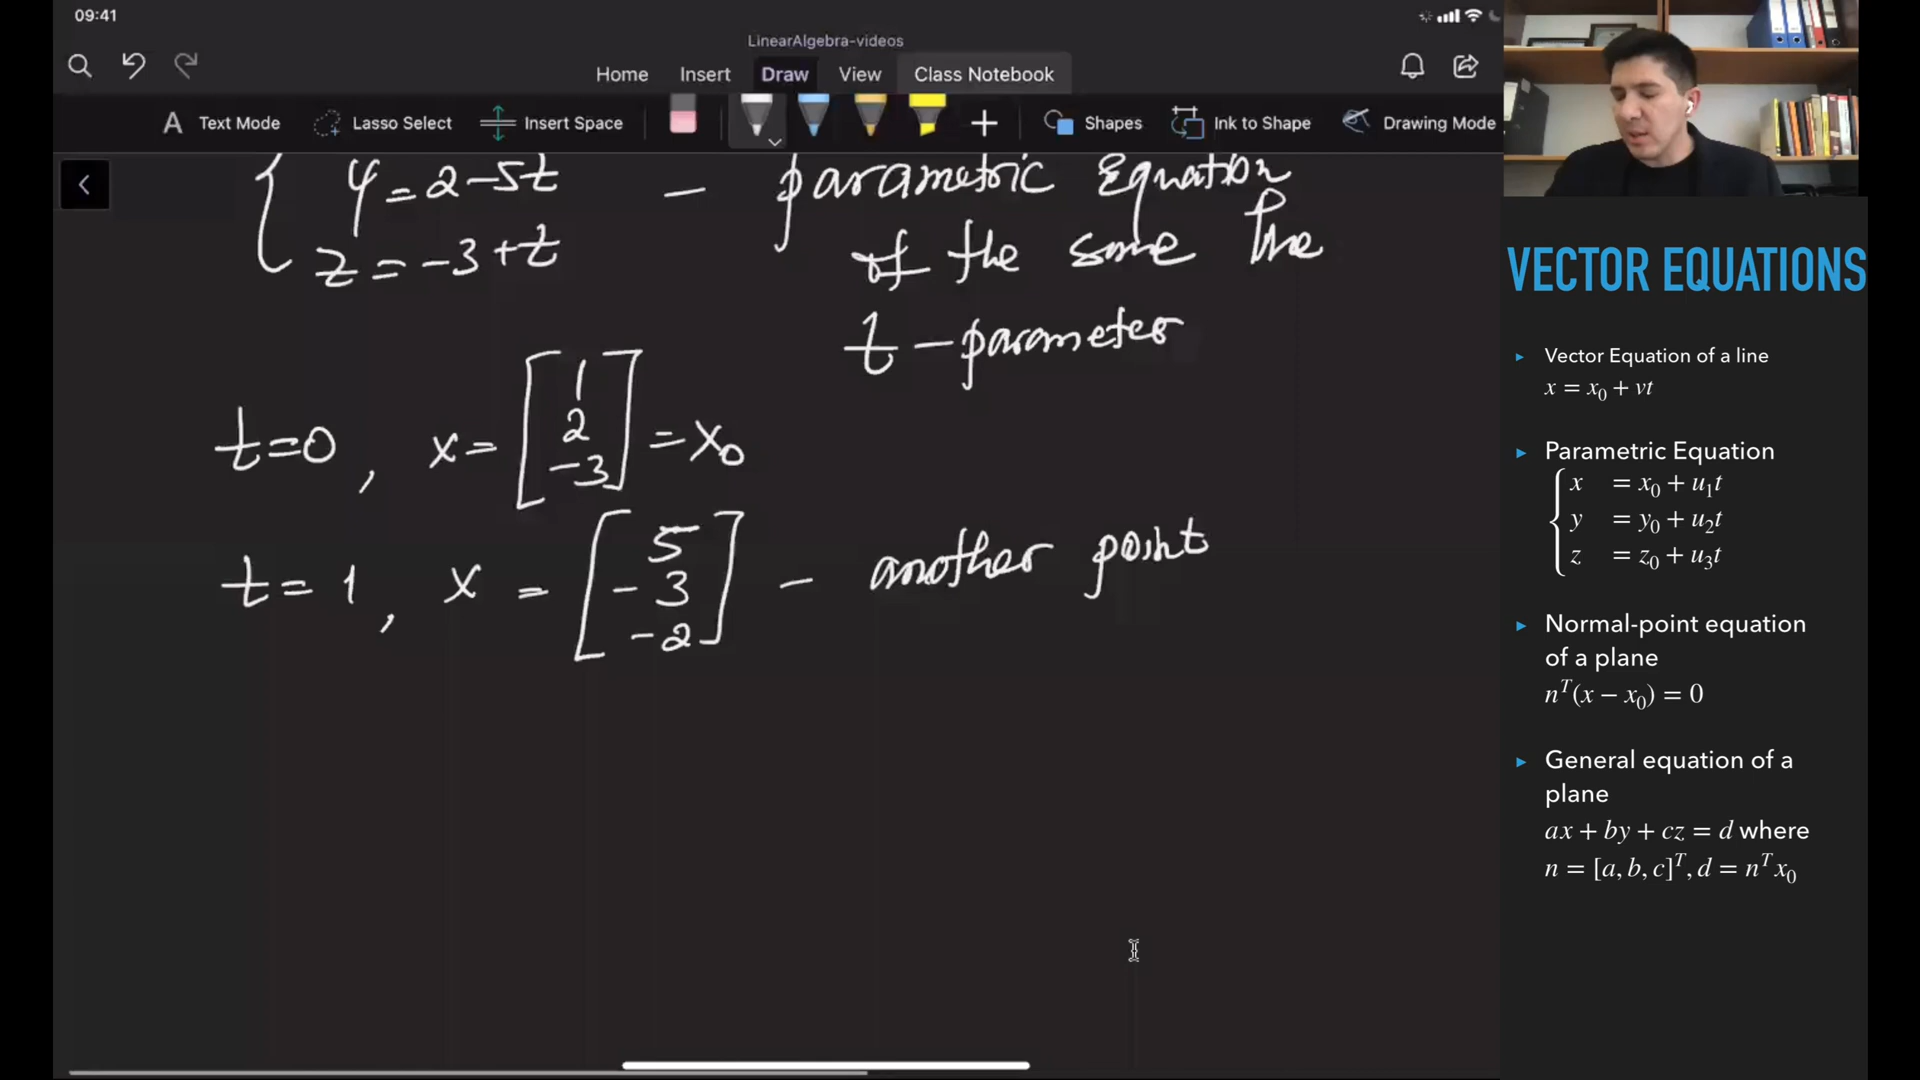 09:41
LinearAlgebra-videos
Home Insert Draw View Class Notebook
Text Mode Lasso Select Insert Space Shapes Ink to Shape Drawing Mode
y = 2 - 5t - parametric Equation
z = -3 + t of the same line
t - parameter
t = 0, x = [1 2 -3] = x₀
t = 1, x = [5 -3 -2] - another point
VECTOR EQUATIONS
▸ Vector Equation of a line
x = x₀ + vt
▸ Parametric Equation
x = x₀ + u₁t
y = y₀ + u₂t
z = z₀ + u₃t
▸ Normal-point equation
of a plane
nᵀ(x − x₀) = 0
▸ General equation of a
plane
ax + by + cz = d where
n = [a, b, c]ᵀ, d = nᵀx₀